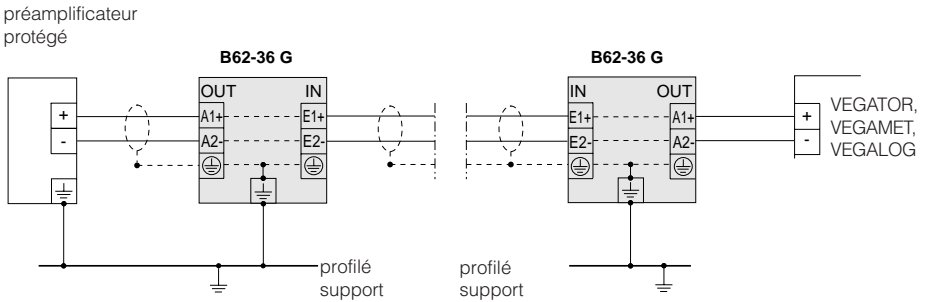 préamplificateur
protégé
B62-36 G
B62-36 G
OUT IN
IN OUT
+ A1+ E1+
E1+ A1+ +
- A2- E2-
E2- A2- -
VEGATOR,
VEGAMET,
VEGALOG
profilé
support
profilé
support